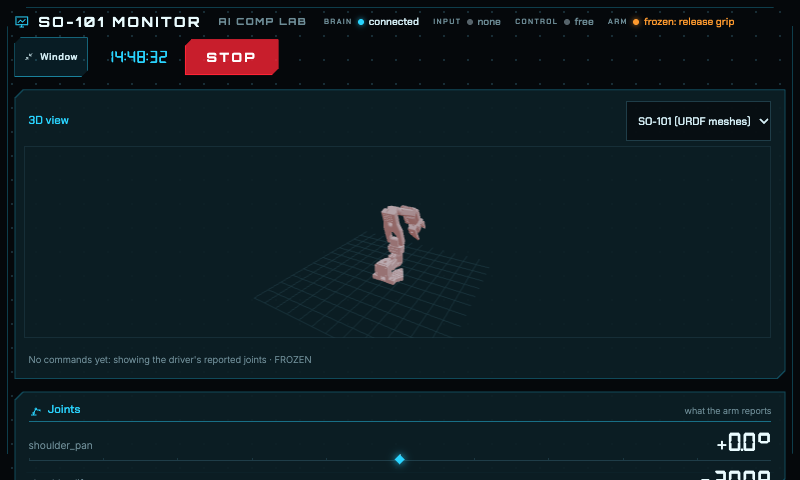 SO-101 MONITOR AI COMP LAB BRAIN connected INPUT none CONTROL free ARM frozen: release grip
Window 14:48:32 STOP
3D view SO-101 (URDF meshes)
No commands yet: showing the driver's reported joints · FROZEN
Joints what the arm reports
shoulder_pan +0.0°